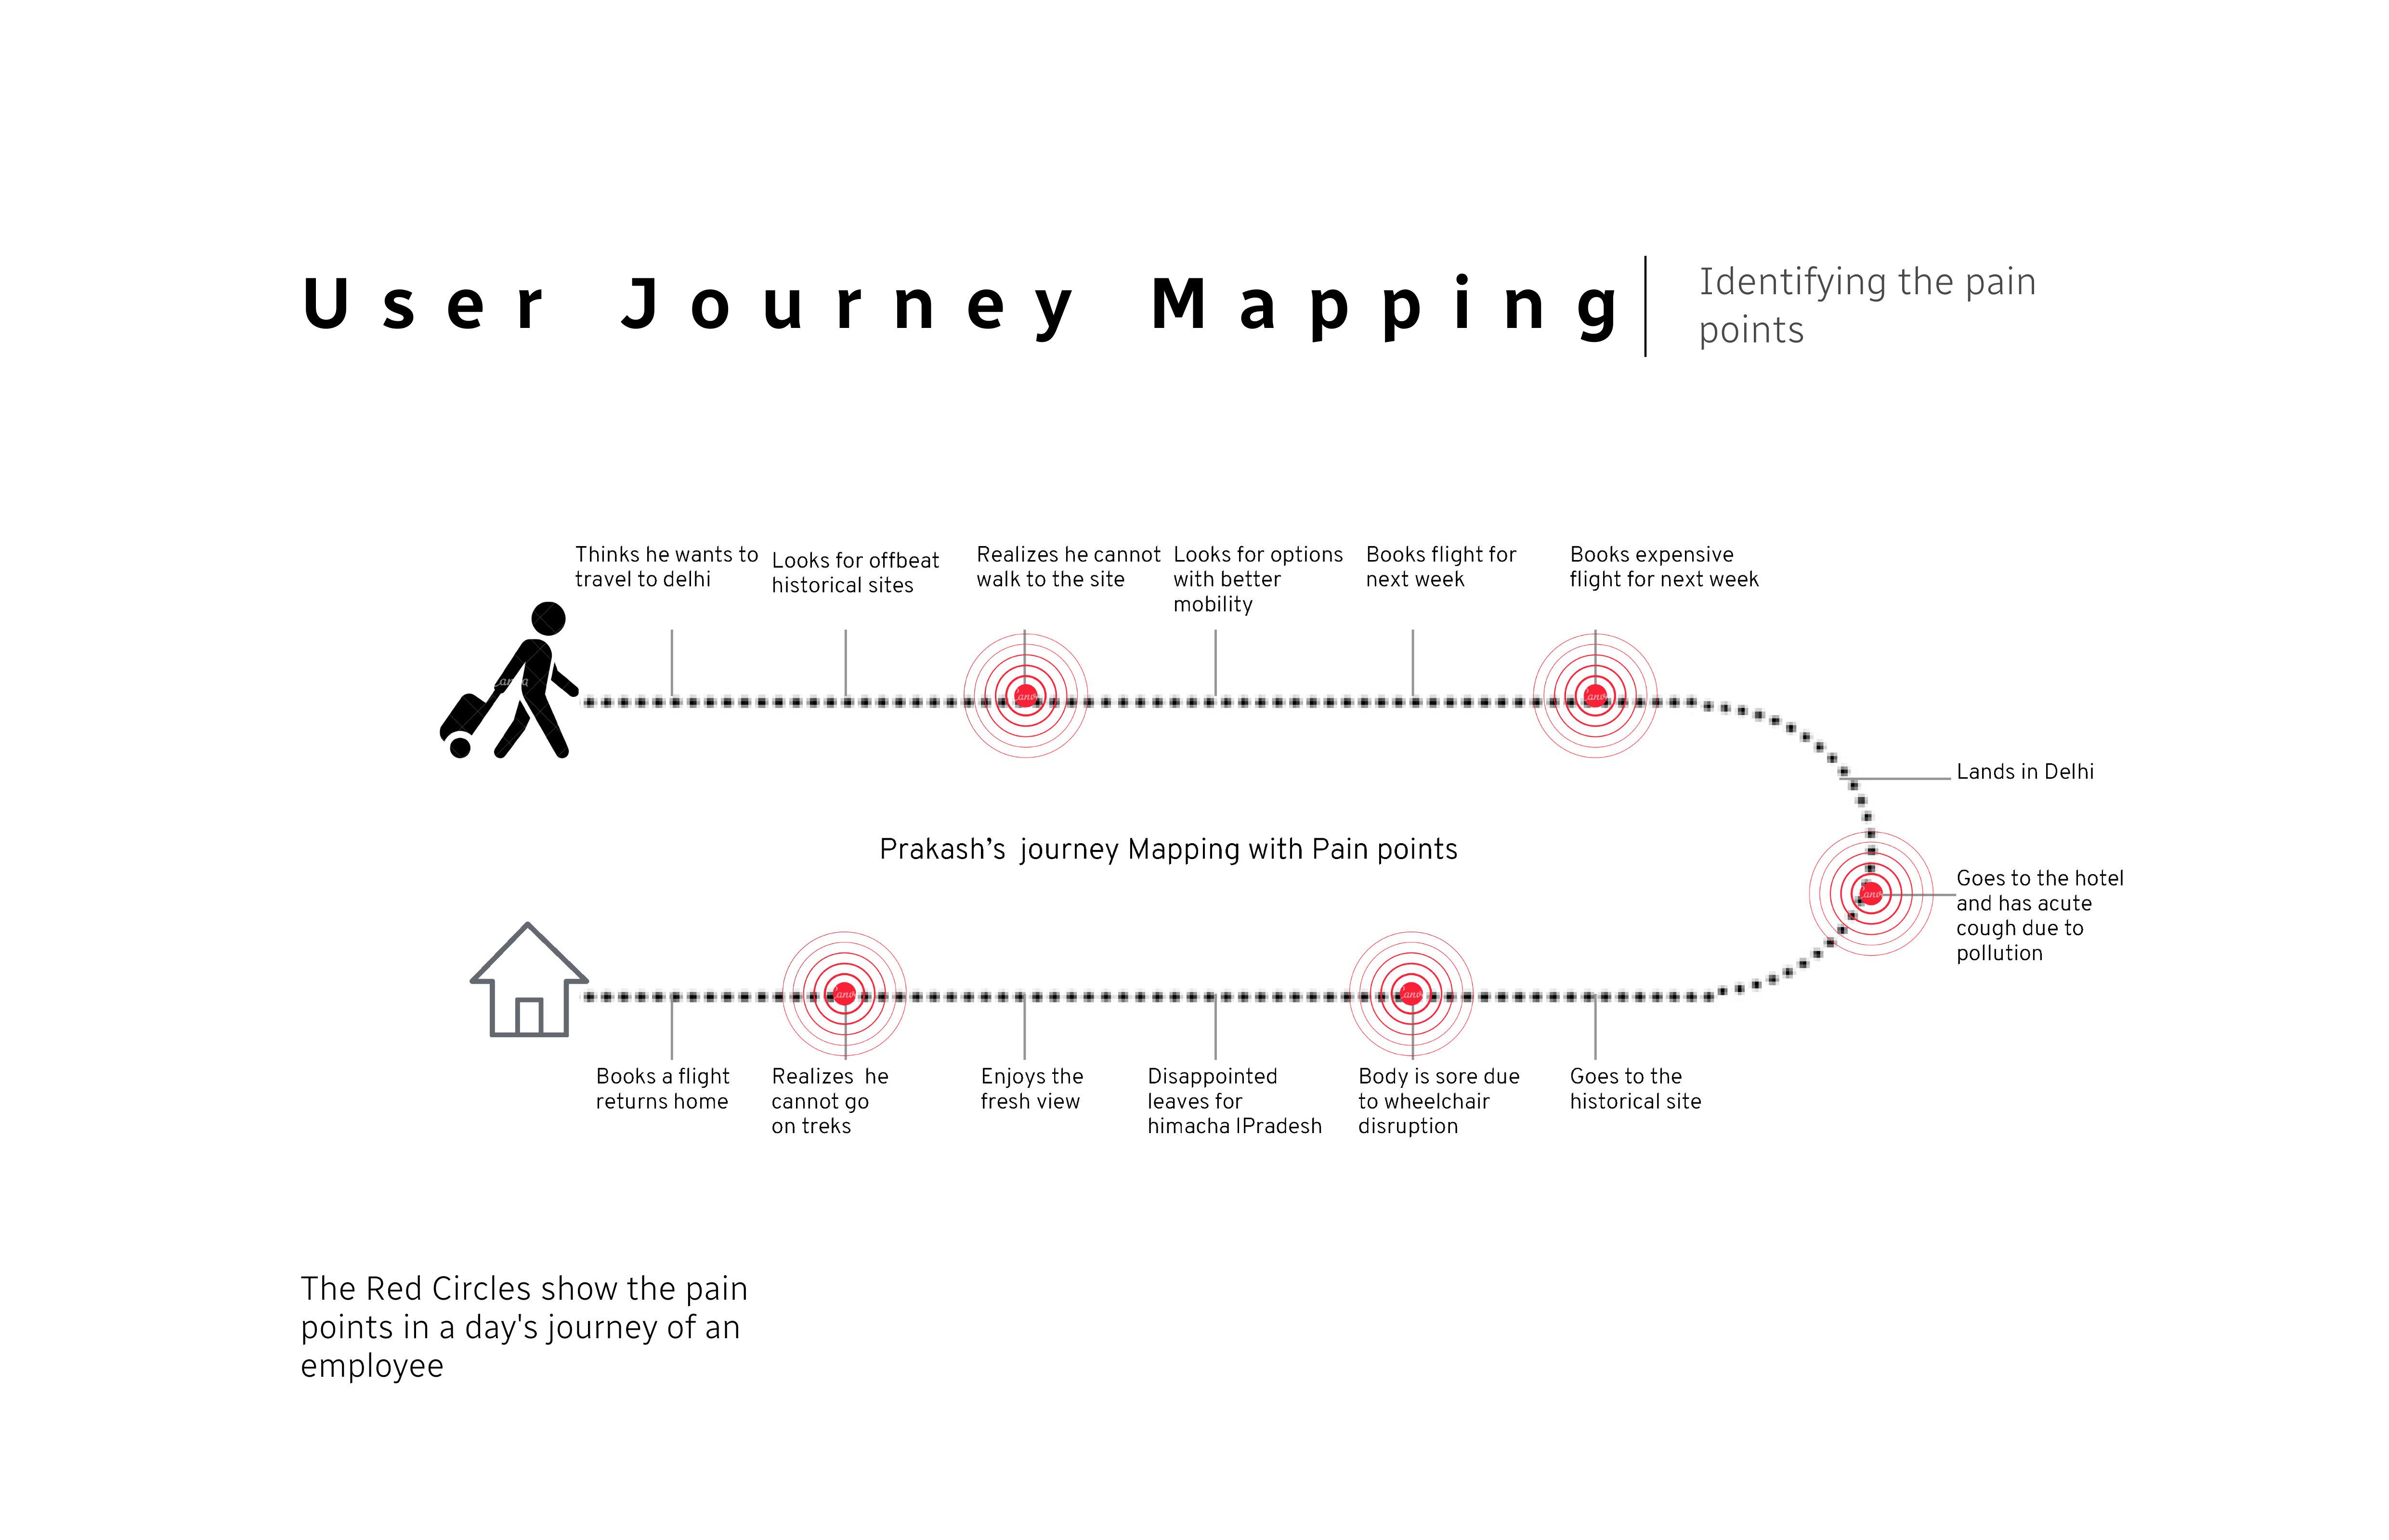 User Journey Mapping
Identifying the pain
points
Thinks he wants to
travel to delhi
Looks for offbeat
historical sites
Realizes he cannot
walk to the site
Looks for options
with better
mobility
Books flight for
next week
Books expensive
flight for next week
Lands in Delhi
Prakash’s journey Mapping with Pain points
Goes to the hotel
and has acute
cough due to
pollution
Books a flight
returns home
Realizes he
cannot go
on treks
Enjoys the
fresh view
Disappointed
leaves for
himacha lPradesh
Body is sore due
to wheelchair
disruption
Goes to the
historical site
The Red Circles show the pain
points in a day's journey of an
employee